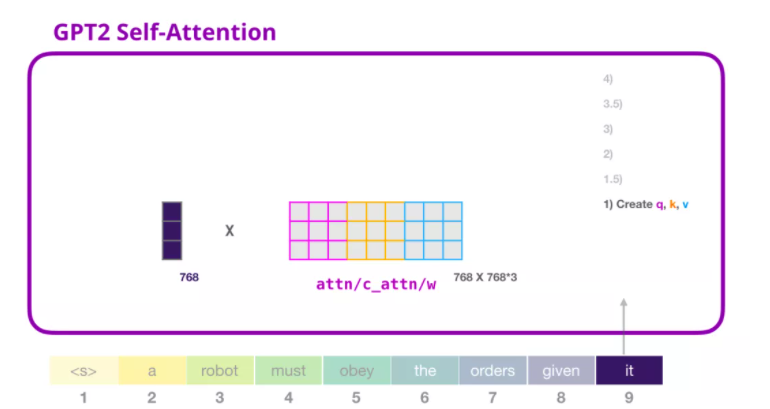 GPT2 Self-Attention
4)
3.5)
3)
2)
1.5)
1) Create q, k, v
X
768
attn/c_attn/w
768 X 768*3
<s> a robot must obey the orders given it
1 2 3 4 5 6 7 8 9